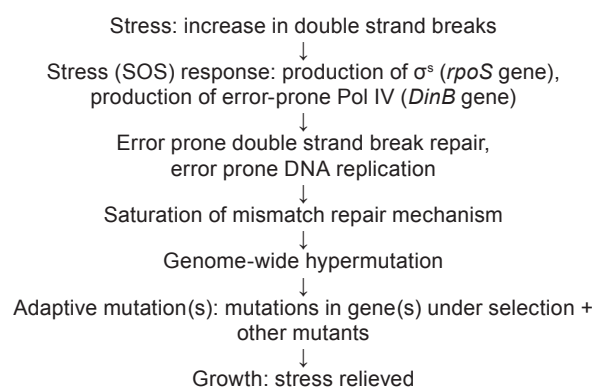 Stress: increase in double strand breaks
↓
Stress (SOS) response: production of σˢ (rpoS gene),
production of error-prone Pol IV (DinB gene)
↓
Error prone double strand break repair,
error prone DNA replication
↓
Saturation of mismatch repair mechanism
↓
Genome-wide hypermutation
↓
Adaptive mutation(s): mutations in gene(s) under selection +
other mutants
↓
Growth: stress relieved